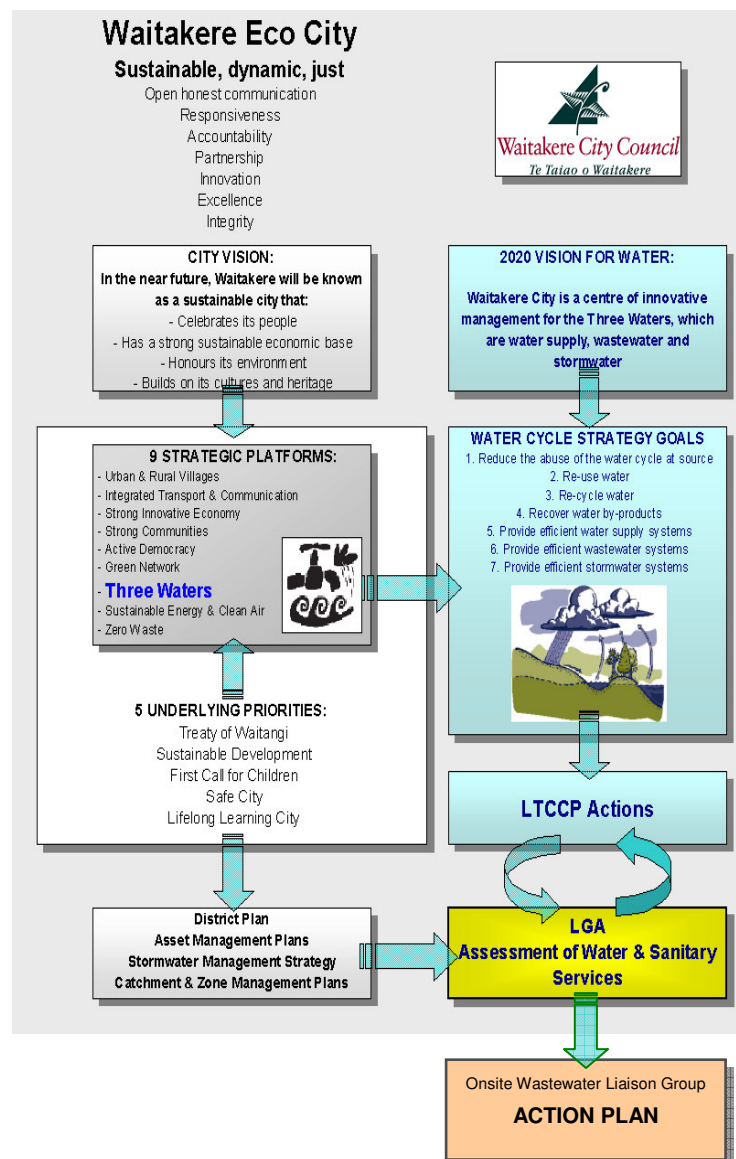 Waitakere Eco City
Sustainable, dynamic, just
Open honest communication
Responsiveness
Accountability
Partnership
Innovation
Excellence
Integrity
Waitakere City Council
Te Taiao o Waitakere
CITY VISION:
In the near future, Waitakere will be known
as a sustainable city that:
- Celebrates its people
- Has a strong sustainable economic base
- Honours its environment
- Builds on its cultures and heritage
2020 VISION FOR WATER:
Waitakere City is a centre of innovative
management for the Three Waters, which
are water supply, wastewater and
stormwater
9 STRATEGIC PLATFORMS:
- Urban & Rural Villages
- Integrated Transport & Communication
- Strong Innovative Economy
- Strong Communities
- Active Democracy
- Green Network
- Three Waters
- Sustainable Energy & Clean Air
- Zero Waste
WATER CYCLE STRATEGY GOALS
1. Reduce the abuse of the water cycle at source
2. Re-use water
3. Re-cycle water
4. Recover water by-products
5. Provide efficient water supply systems
6. Provide efficient wastewater systems
7. Provide efficient stormwater systems
5 UNDERLYING PRIORITIES:
Treaty of Waitangi
Sustainable Development
First Call for Children
Safe City
Lifelong Learning City
LTCCP Actions
District Plan
Asset Management Plans
Stormwater Management Strategy
Catchment & Zone Management Plans
LGA
Assessment of Water & Sanitary
Services
Onsite Wastewater Liaison Group
ACTION PLAN